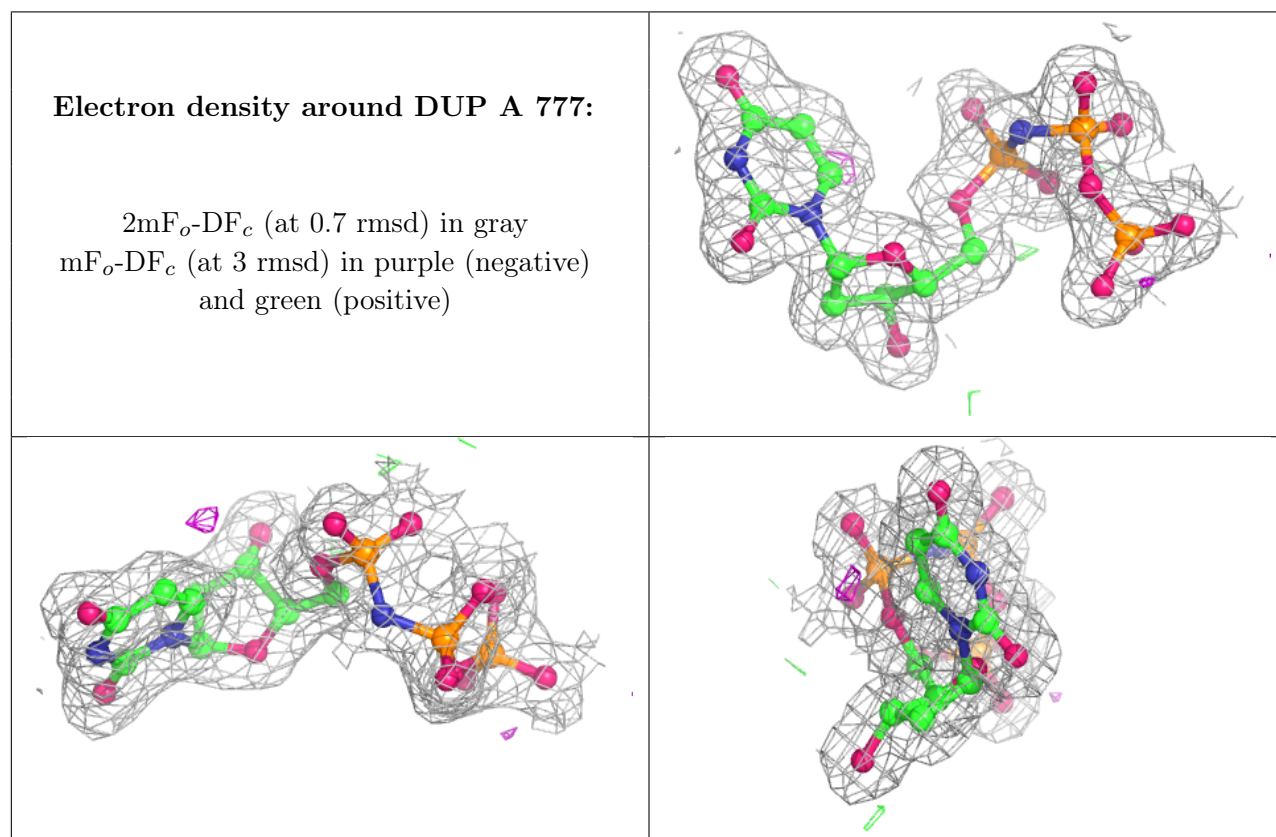 Electron density around DUP A 777:
2mFo-DFc (at 0.7 rmsd) in gray
mFo-DFc (at 3 rmsd) in purple (negative)
and green (positive)